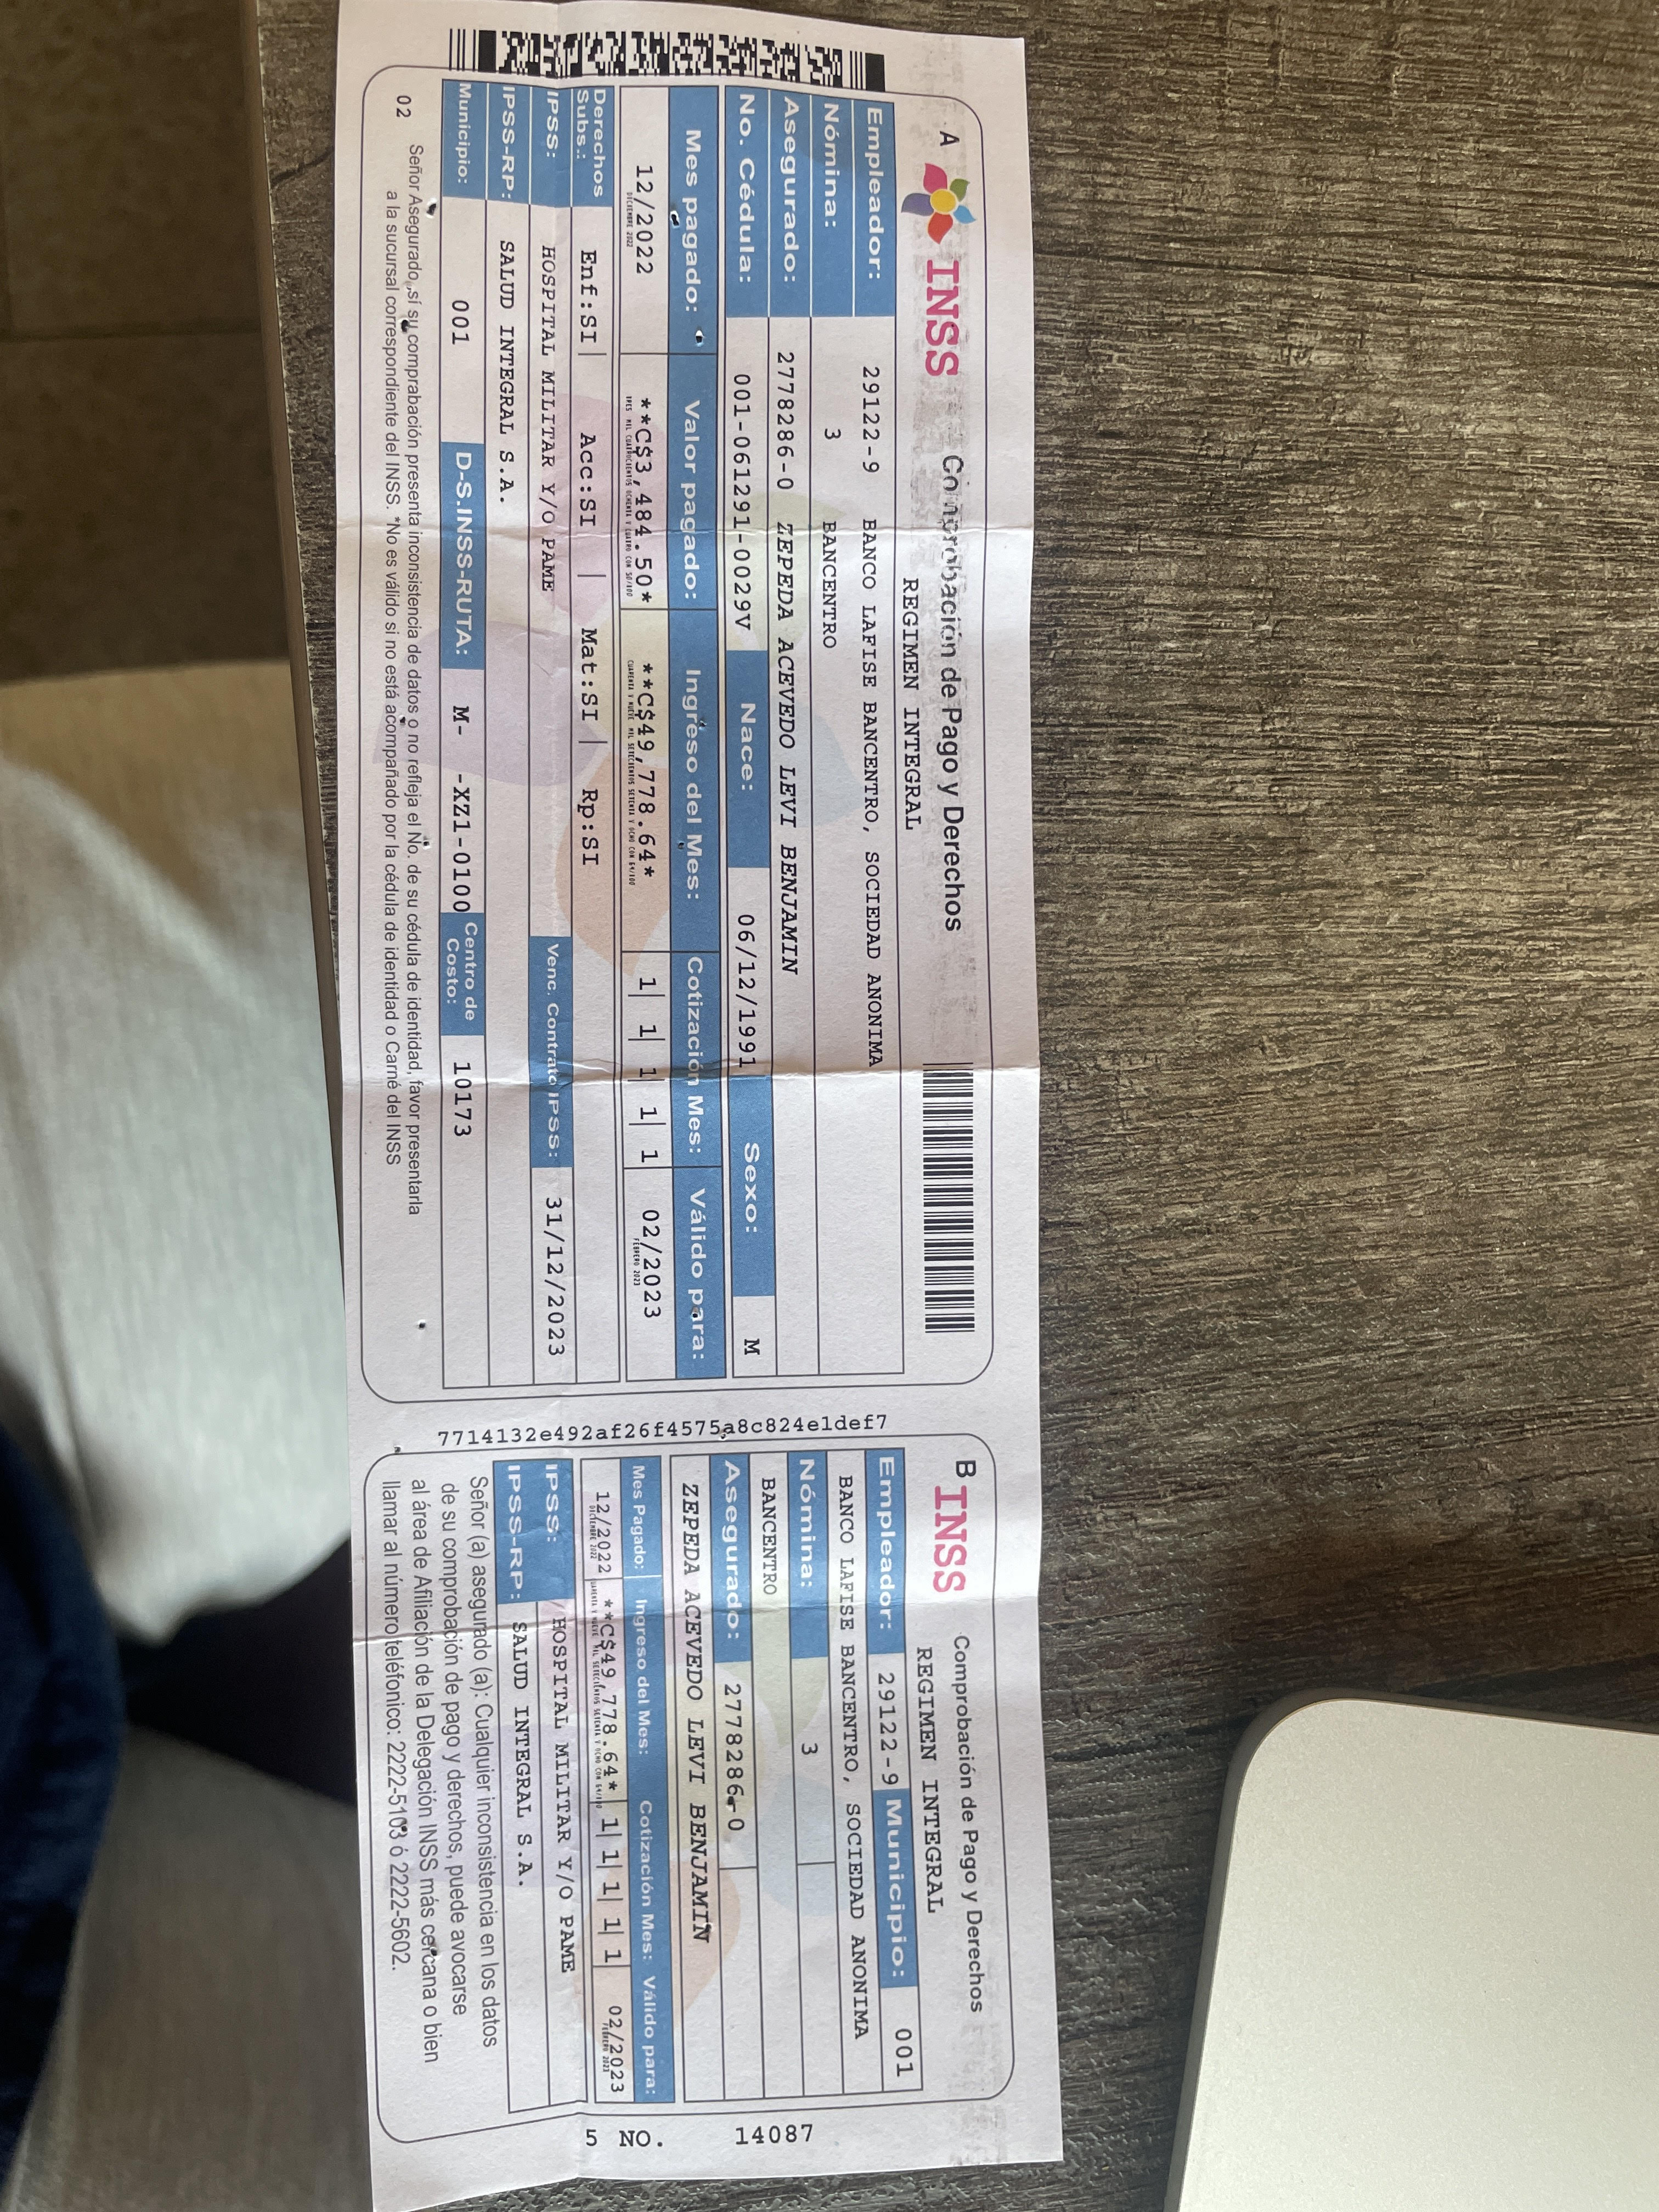 A INSS Comprobación de Pago y Derechos
REGIMEN INTEGRAL
Empleador: 29122-9 BANCO LAFISE BANCENTRO, SOCIEDAD ANONIMA
Nómina: 3 BANCENTRO
Asegurado: 2778286-0 ZEPEDA ACEVEDO LEVI BENJAMIN
No. Cédula: 001-061291-0029V Nace: 06/12/1991 Sexo: M
Mes pagado: Valor pagado: Ingreso del Mes: Cotización Mes: Válido para:
12/2022 **C$3,484.50* **C$49,778.64* 1| 1| 1| 1| 1 02/2023
DICIEMBRE 2022 TRES MIL CUATROCIENTOS OCHENTA Y CUATRO CON 50/100 CUARENTA Y NUEVE MIL SETECIENTOS SETENTA Y OCHO CON 64/100 FEBRERO 2023
Derechos Subs.: Enf:SI | Acc:SI | Mat:SI | Rp:SI
IPSS: HOSPITAL MILITAR Y/O PAME Venc. Contrato IPSS: 31/12/2023
IPSS-RP: SALUD INTEGRAL S.A.
Municipio: 001 D-S.INSS-RUTA: M- -XZ1-0100 Centro de Costo: 10173
02 Señor Asegurado ,sí su comprabación presenta inconsistencia de datos o no refleja el No. de su cédula de identidad, favor presentarla
a la sucursal correspondiente del INSS. *No es válido si no está acompañado por la cédula de identidad o Carné del INSS
7714132e492af26f4575a8c824e1def7
B INSS Comprobación de Pago y Derechos
REGIMEN INTEGRAL
Empleador: 29122-9 Municipio: 001
BANCO LAFISE BANCENTRO, SOCIEDAD ANONIMA
Nómina: 3
BANCENTRO
Asegurado: 2778286-0
ZEPEDA ACEVEDO LEVI BENJAMIN
Mes Pagado: Ingreso del Mes: Cotización Mes: Válido para:
12/2022 **C$49,778.64* 1| 1| 1| 1| 1 02/2023
DICIEMBRE 2022 CUARENTA Y NUEVE MIL SETECIENTOS SETENTA Y OCHO CON 64/100 FEBRERO 2023
IPSS: HOSPITAL MILITAR Y/O PAME
IPSS-RP: SALUD INTEGRAL S.A.
Señor (a) asegurado (a): Cualquier inconsistencia en los datos
de su comprobación de pago y derechos, puede avocarse
al área de Afiliación de la Delegación INSS más cercana o bien
llamar al número teléfonico: 2222-5103 ó 2222-5602.
5 NO. 14087